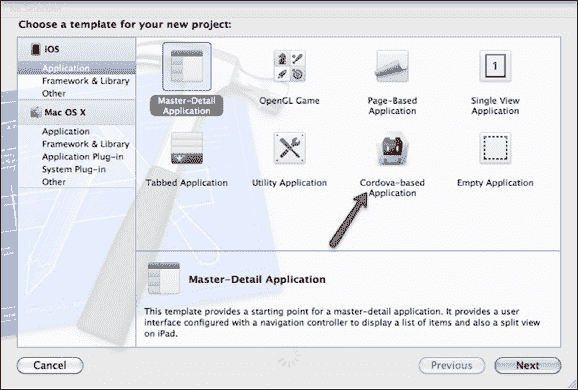 Choose a template for your new project:
iOS
Application
Framework & Library
Other
Mac OS X
Application
Framework & Library
Application Plug-in
System Plug-in
Other
Master-Detail
Application
OpenGL Game
Page-Based
Application
1
Single View
Application
Tabbed Application
Utility Application
Cordova-based
Application
Empty Application
Master-Detail Application
This template provides a starting point for a master-detail application. It provides a user
interface configured with a navigation controller to display a list of items and also a split view
on iPad.
Cancel
Previous
Next